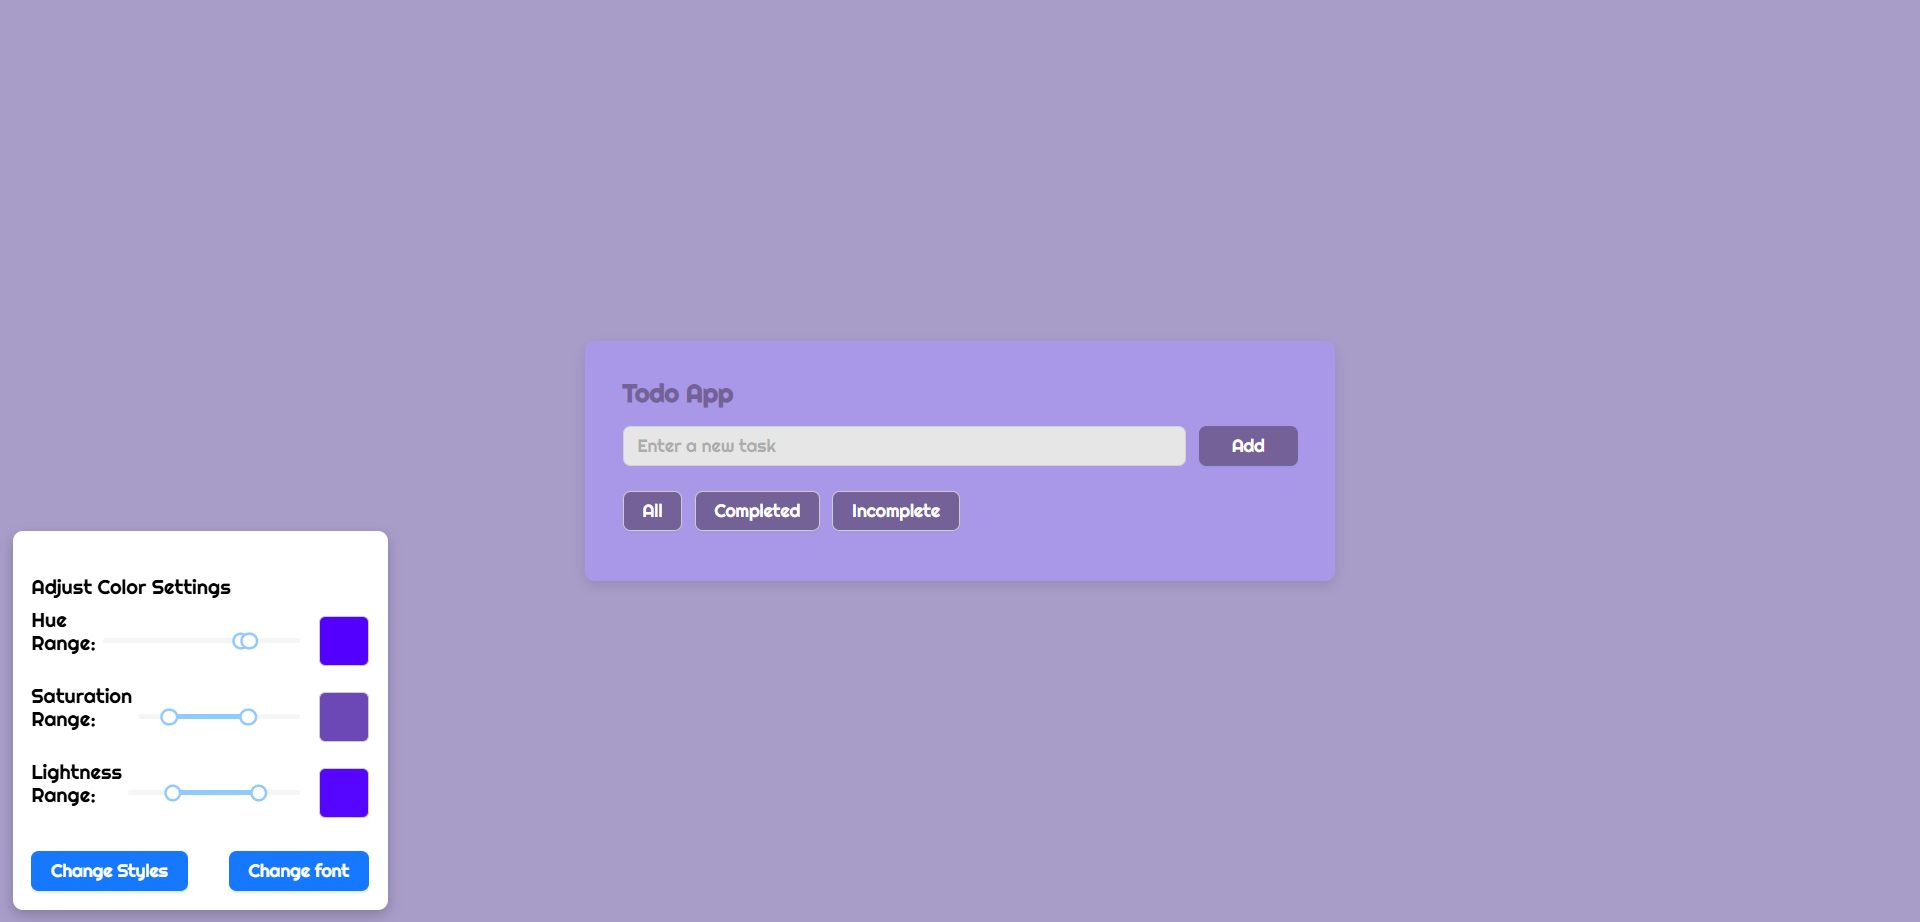 Todo App
Enter a new task
Add
All
Completed
Incomplete
Adjust Color Settings
Hue
Range:
Saturation
Range:
Lightness
Range:
Change Styles
Change font